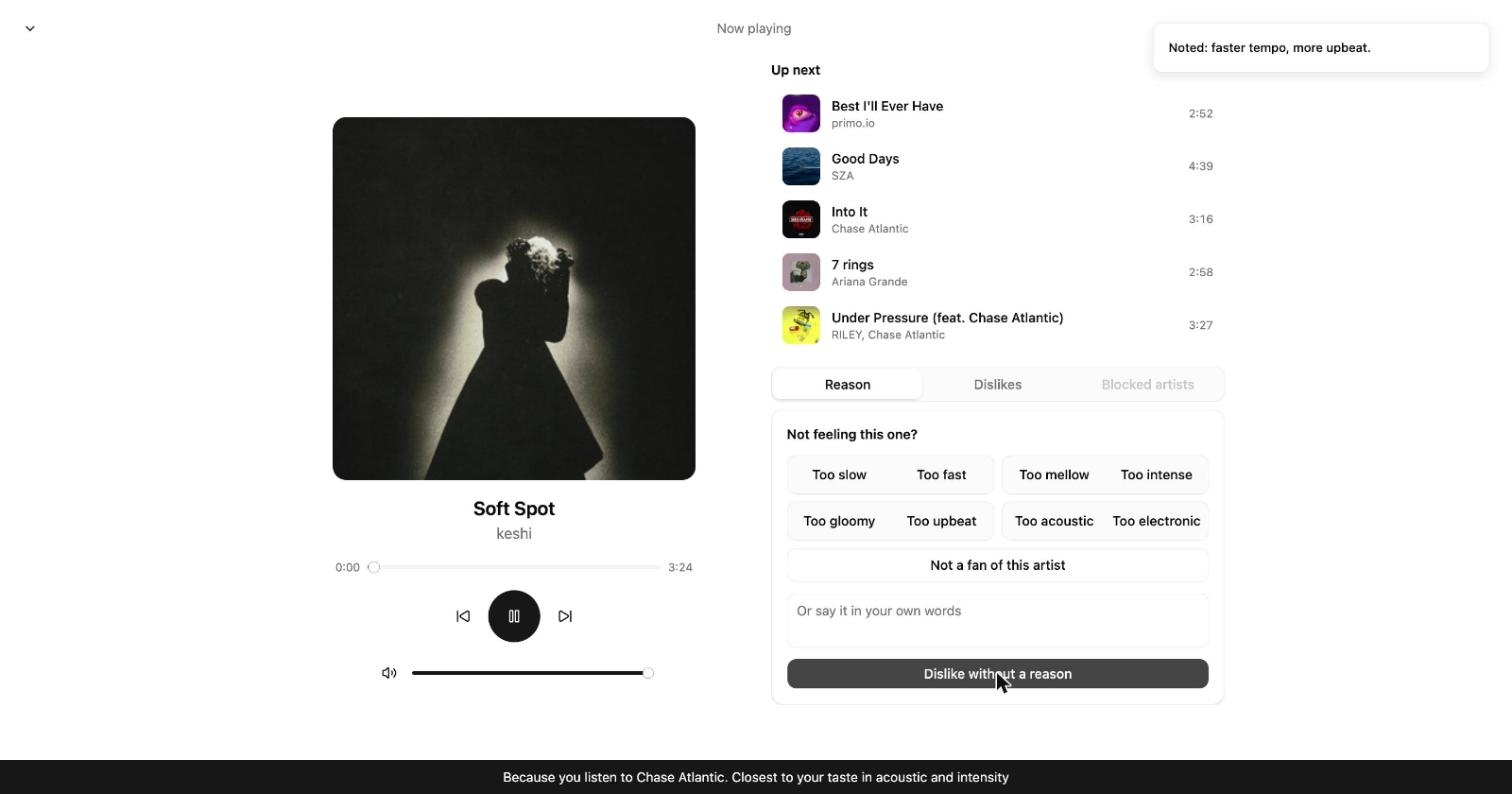 Now playing
Noted: faster tempo, more upbeat.
Up next
Best I'll Ever Have
primo.io
2:52
Good Days
SZA
4:39
Into It
Chase Atlantic
3:16
7 rings
Ariana Grande
2:58
Under Pressure (feat. Chase Atlantic)
RILEY, Chase Atlantic
3:27
Soft Spot
keshi
0:00
3:24
Reason Dislikes Blocked artists
Not feeling this one?
Too slow Too fast Too mellow Too intense
Too gloomy Too upbeat Too acoustic Too electronic
Not a fan of this artist
Or say it in your own words
Dislike without a reason
Because you listen to Chase Atlantic. Closest to your taste in acoustic and intensity